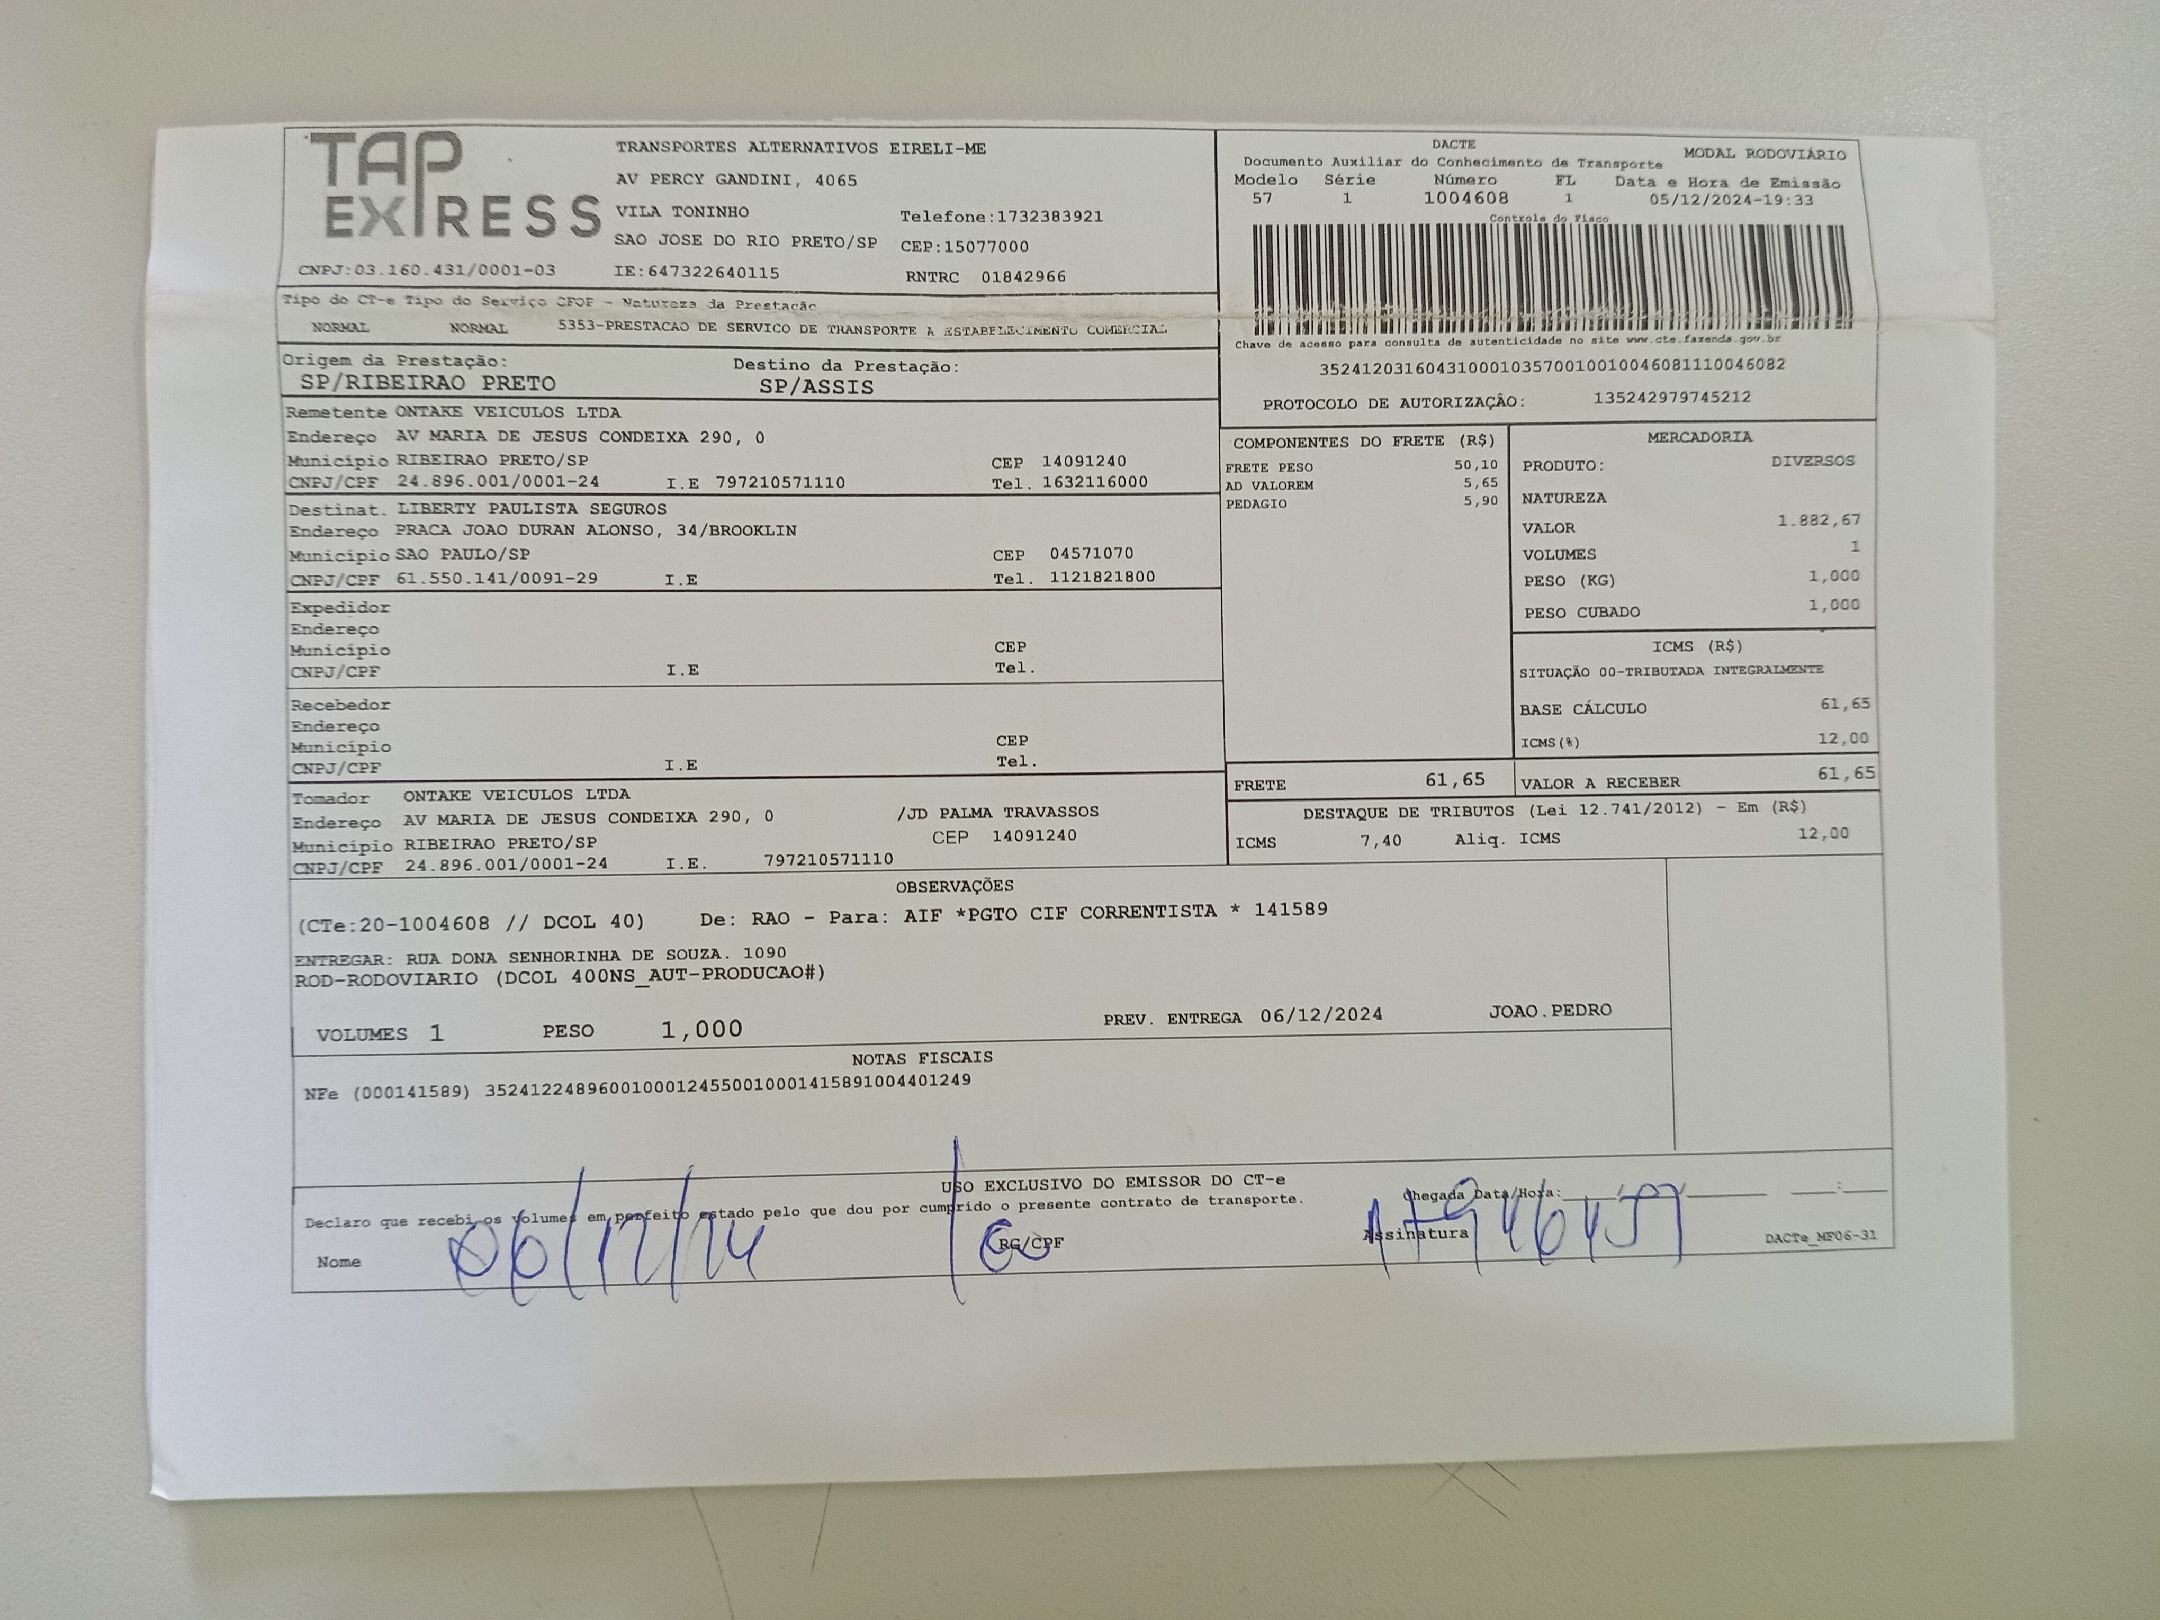 TAP EXPRESS
TRANSPORTES ALTERNATIVOS EIRELI-ME
AV PERCY GANDINI, 4065
VILA TONINHO Telefone:1732383921
SAO JOSE DO RIO PRETO/SP CEP:15077000
CNPJ:03.160.431/0001-03 IE:647322640115 RNTRC 01842966
DACTE
Documento Auxiliar do Conhecimento de Transporte MODAL RODOVIÁRIO
Modelo Série Número FL Data e Hora de Emissão
57 1 1004608 1 05/12/2024-19:33
Controle do Fisco
Chave de acesso para consulta de autenticidade no site www.cte.fazenda.gov.br
35241203160431000103570010010046081110046082
PROTOCOLO DE AUTORIZAÇÃO: 135242979745212
Tipo do CT-e Tipo do Serviço CFOP - Natureza da Prestação
NORMAL NORMAL 5353-PRESTACAO DE SERVICO DE TRANSPORTE A ESTABELECIMENTO COMERCIAL
Origem da Prestação: Destino da Prestação:
SP/RIBEIRAO PRETO SP/ASSIS
Remetente ONTAKE VEICULOS LTDA
Endereço AV MARIA DE JESUS CONDEIXA 290, 0
Município RIBEIRAO PRETO/SP CEP 14091240
CNPJ/CPF 24.896.001/0001-24 I.E 797210571110 Tel. 1632116000
Destinat. LIBERTY PAULISTA SEGUROS
Endereço PRACA JOAO DURAN ALONSO, 34/BROOKLIN
Município SAO PAULO/SP CEP 04571070
CNPJ/CPF 61.550.141/0091-29 I.E Tel. 1121821800
Expedidor
Endereço
Município CEP
CNPJ/CPF I.E Tel.
Recebedor
Endereço
Município CEP
CNPJ/CPF I.E Tel.
Tomador ONTAKE VEICULOS LTDA
Endereço AV MARIA DE JESUS CONDEIXA 290, 0 /JD PALMA TRAVASSOS
Município RIBEIRAO PRETO/SP CEP 14091240
CNPJ/CPF 24.896.001/0001-24 I.E. 797210571110
COMPONENTES DO FRETE (R$)
FRETE PESO 50,10
AD VALOREM 5,65
PEDAGIO 5,90
MERCADORIA
PRODUTO: DIVERSOS
NATUREZA
VALOR 1.882,67
VOLUMES 1
PESO (KG) 1,000
PESO CUBADO 1,000
ICMS (R$)
SITUAÇÃO 00-TRIBUTADA INTEGRALMENTE
BASE CÁLCULO 61,65
ICMS(%) 12,00
FRETE 61,65 VALOR A RECEBER 61,65
DESTAQUE DE TRIBUTOS (Lei 12.741/2012) - Em (R$)
ICMS 7,40 Aliq. ICMS 12,00
OBSERVAÇÕES
(CTe:20-1004608 // DCOL 40) De: RAO - Para: AIF *PGTO CIF CORRENTISTA * 141589
ENTREGAR: RUA DONA SENHORINHA DE SOUZA. 1090
ROD-RODOVIARIO (DCOL 400NS_AUT-PRODUCAO#)
VOLUMES 1 PESO 1,000 PREV. ENTREGA 06/12/2024 JOAO.PEDRO
NOTAS FISCAIS
NFe (000141589) 35241224896001000124550010001415891004401249
USO EXCLUSIVO DO EMISSOR DO CT-e
Declaro que recebi os volumes em perfeito estado pelo que dou por cumprido o presente contrato de transporte. Chegada Data/Hora:
Nome 06/12/24 RG/CPF Assinatura DACTe_MF06-31